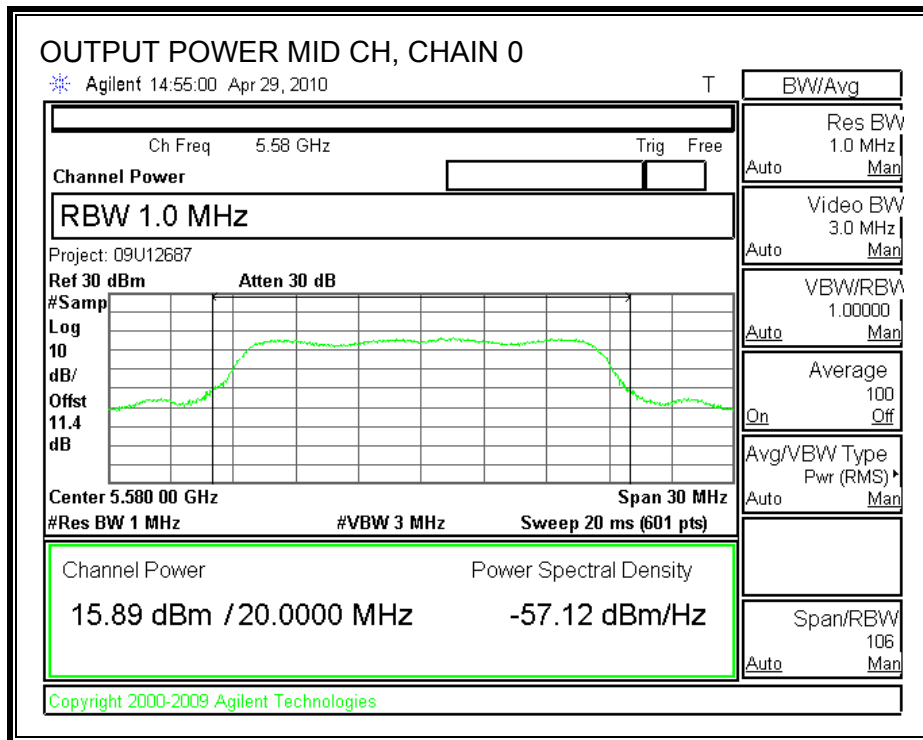 OUTPUT POWER MID CH, CHAIN 0
Agilent 14:55:00 Apr 29, 2010 T
Ch Freq 5.58 GHz Trig Free
Channel Power
RBW 1.0 MHz
Project: 09U12687
Ref 30 dBm Atten 30 dB
#Samp
Log
10
dB/
Offst
11.4
dB
Center 5.580 00 GHz Span 30 MHz
#Res BW 1 MHz #VBW 3 MHz Sweep 20 ms (601 pts)
Channel Power Power Spectral Density
15.89 dBm / 20.0000 MHz -57.12 dBm/Hz
Copyright 2000-2009 Agilent Technologies
BW/Avg
Res BW
1.0 MHz
Auto Man
Video BW
3.0 MHz
Auto Man
VBW/RBW
1.00000
Auto Man
Average
100
On Off
Avg/VBW Type
Pwr (RMS)
Auto Man
Span/RBW
106
Auto Man